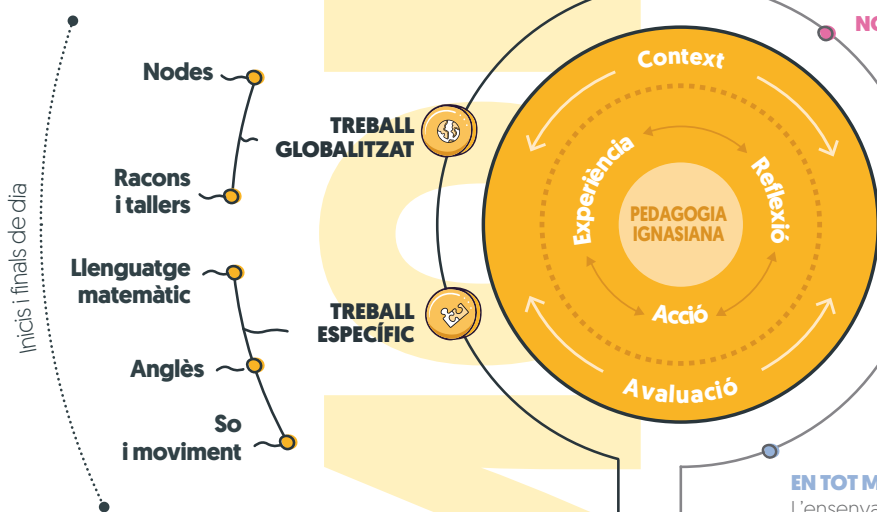 Inicis i finals de dia
Nodes
Racons
i tallers
TREBALL
GLOBALITZAT
Llenguatge
matemàtic
Anglès
So
i moviment
TREBALL
ESPECÍFIC
Context
Experiència
Reflexió
PEDAGOGIA
IGNASIANA
Acció
Avaluació
EN TOT M
L'ensenya